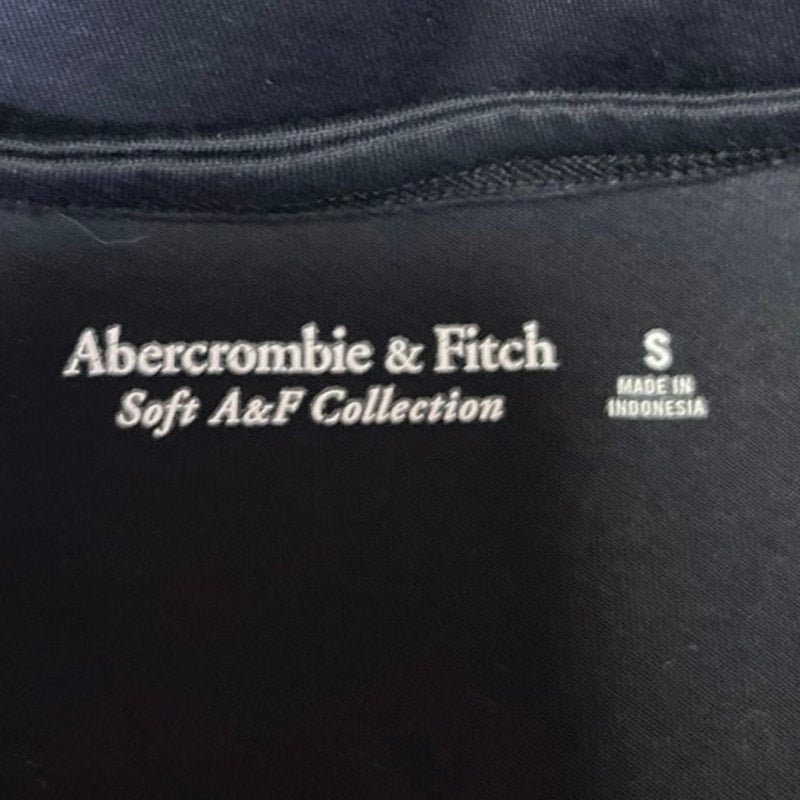 Abercrombie & Fitch
Soft A&F Collection
S
MADE IN
INDONESIA